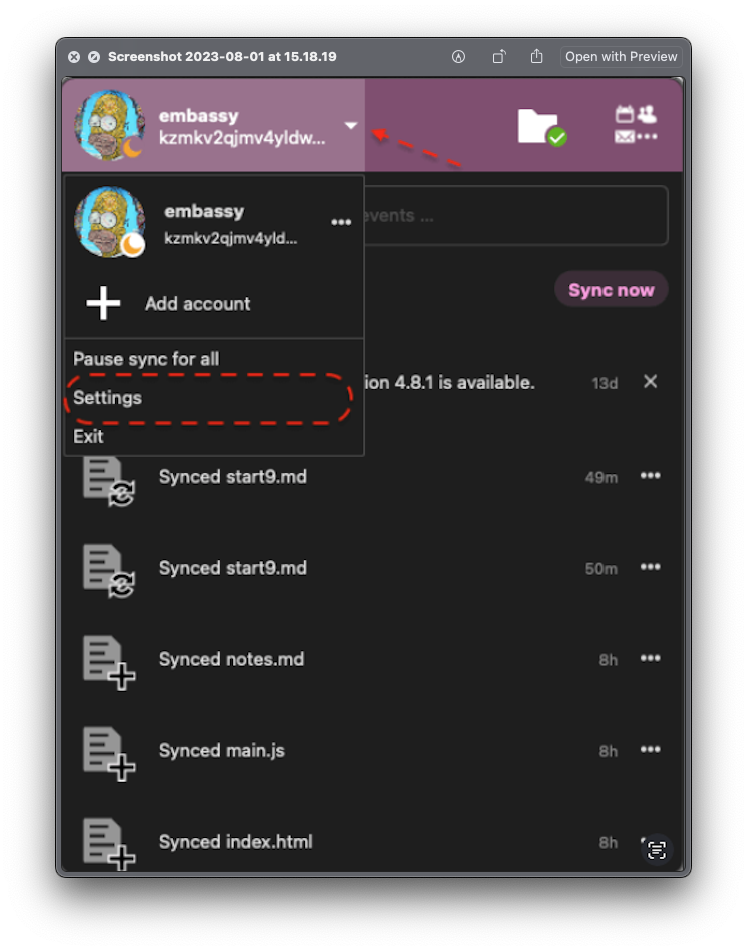 Screenshot 2023-08-01 at 15.18.19
Open with Preview
embassy
kzmkv2qjmv4yldw...
embassy
kzmkv2qjmv4yld...
events ...
Add account
Sync now
Pause sync for all
ion 4.8.1 is available.
13d
Settings
Exit
Synced start9.md
49m
Synced start9.md
50m
Synced notes.md
8h
Synced main.js
8h
Synced index.html
8h